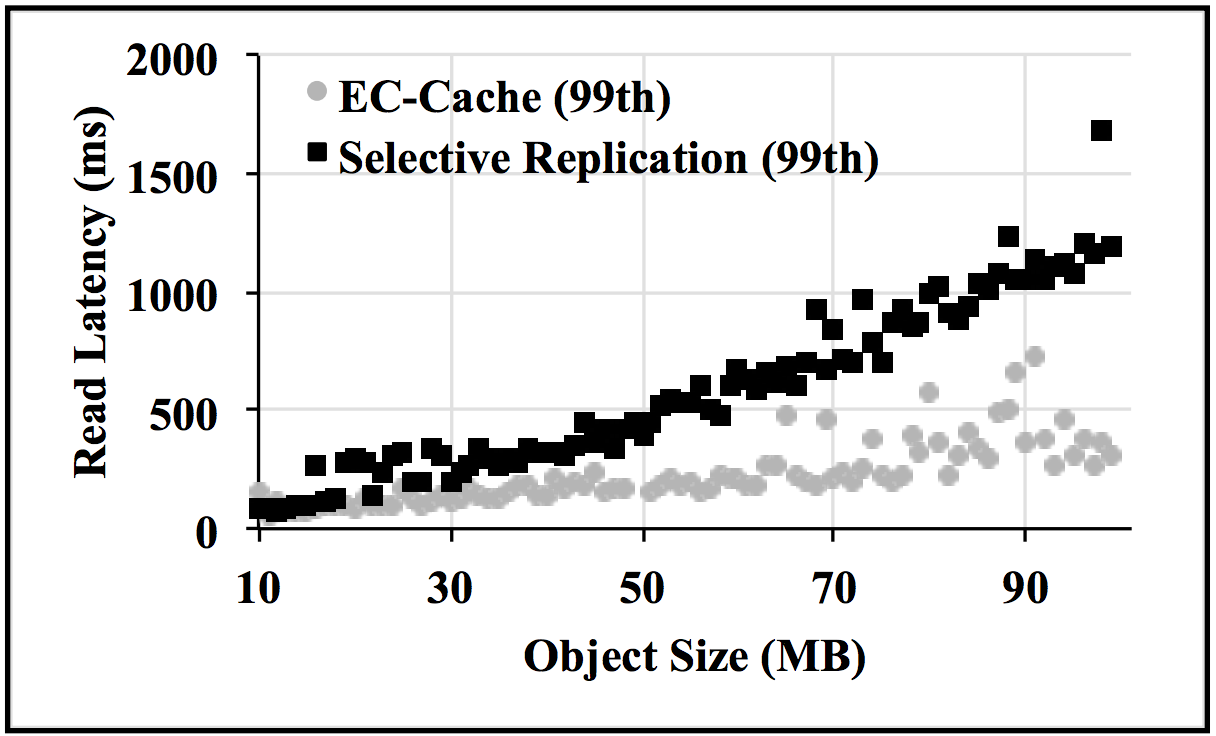 Read Latency (ms)
2000
1500
1000
500
0
EC-Cache (99th)
Selective Replication (99th)
10 30 50 70 90
Object Size (MB)